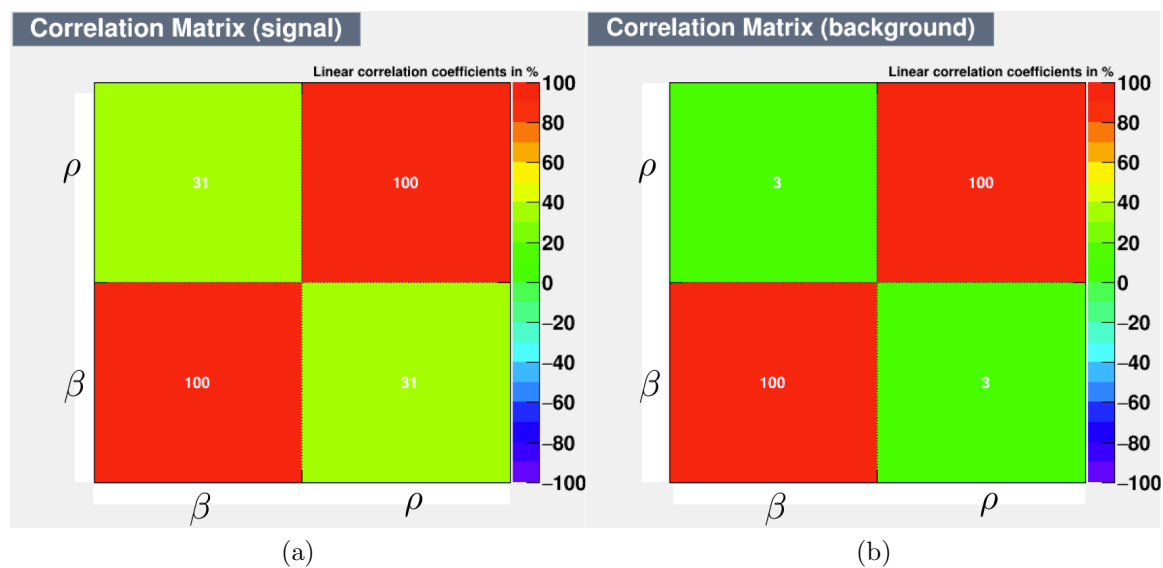 Correlation Matrix (signal)
Linear correlation coefficients in %
100
80
60
40
20
0
−20
−40
−60
−80
−100
ρ
31
100
β
100
31
β
ρ
(a)
Correlation Matrix (background)
Linear correlation coefficients in %
100
80
60
40
20
0
−20
−40
−60
−80
−100
ρ
3
100
β
100
3
β
ρ
(b)